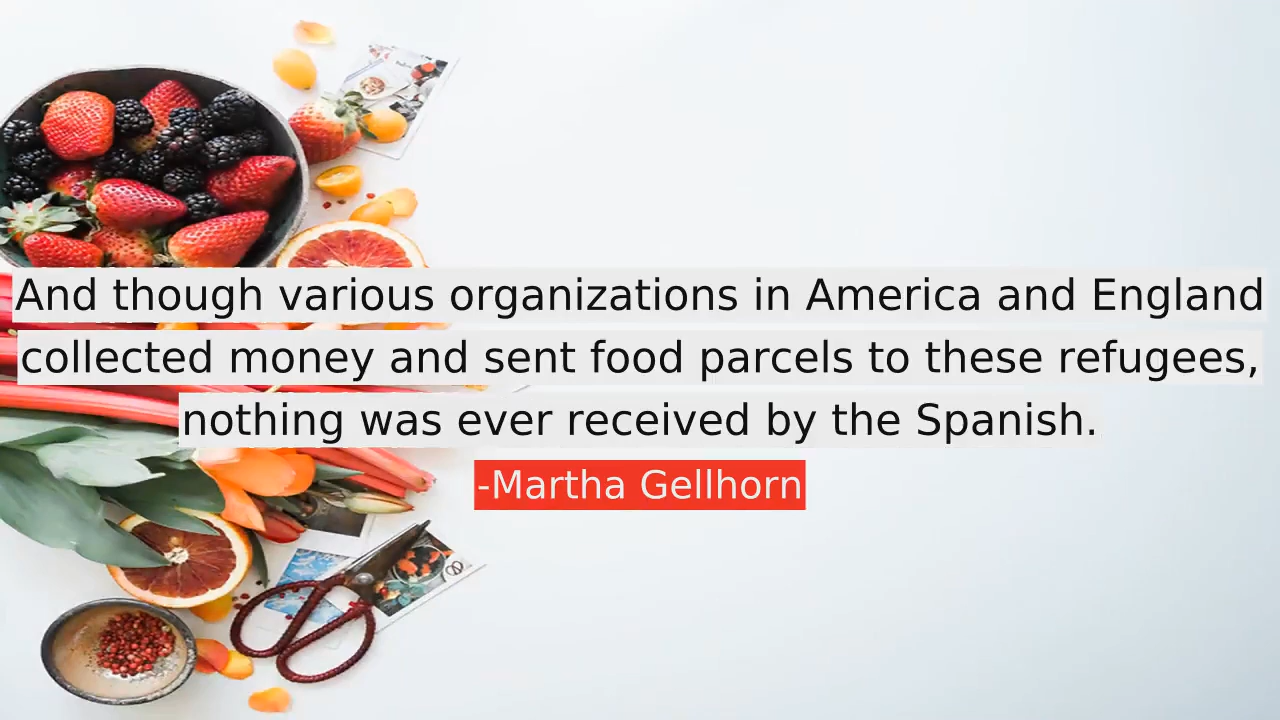 And though various organizations in America and England
collected money and sent food parcels to these refugees,
nothing was ever received by the Spanish.
-Martha Gellhorn